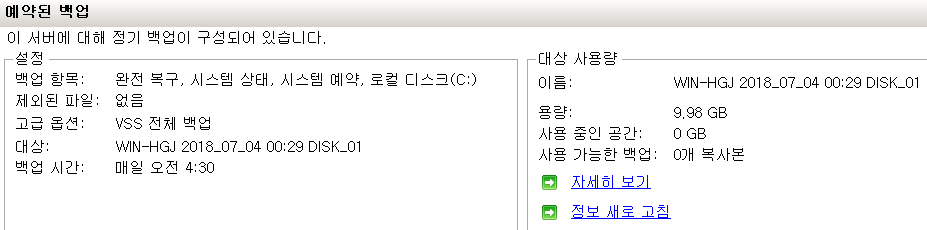 예약된 백업
이 서버에 대해 정기 백업이 구성되어 있습니다.
설정
백업 항목: 완전 복구, 시스템 상태, 시스템 예약, 로컬 디스크(C:)
제외된 파일: 없음
고급 옵션: VSS 전체 백업
대상: WIN-HGJ 2018_07_04 00:29 DISK_01
백업 시간: 매일 오전 4:30
대상 사용량
이름: WIN-HGJ 2018_07_04 00:29 DISK_01
용량: 9.98 GB
사용 중인 공간: 0 GB
사용 가능한 백업: 0개 복사본
자세히 보기
정보 새로 고침